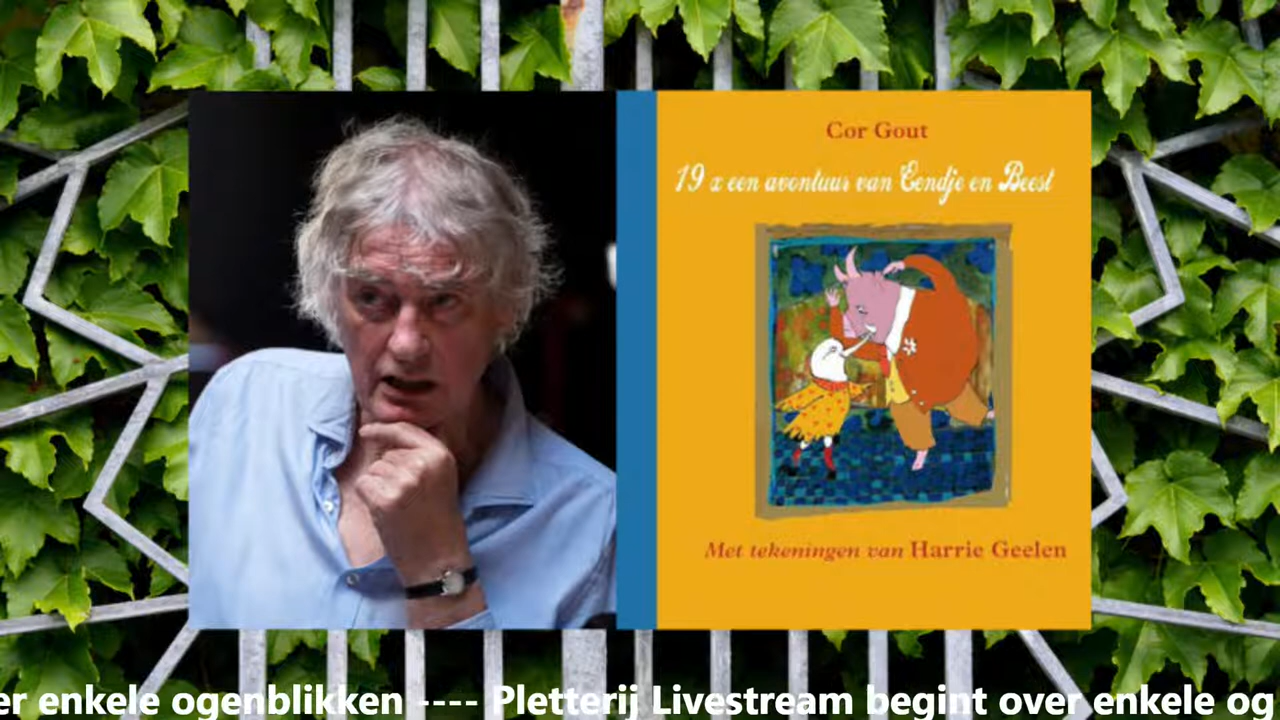 Cor Gout
19 x een avontuur van Eendje en Beest
Met tekeningen van Harrie Geelen
er enkele ogenblikken ---- Pletterij Livestream begint over enkele og